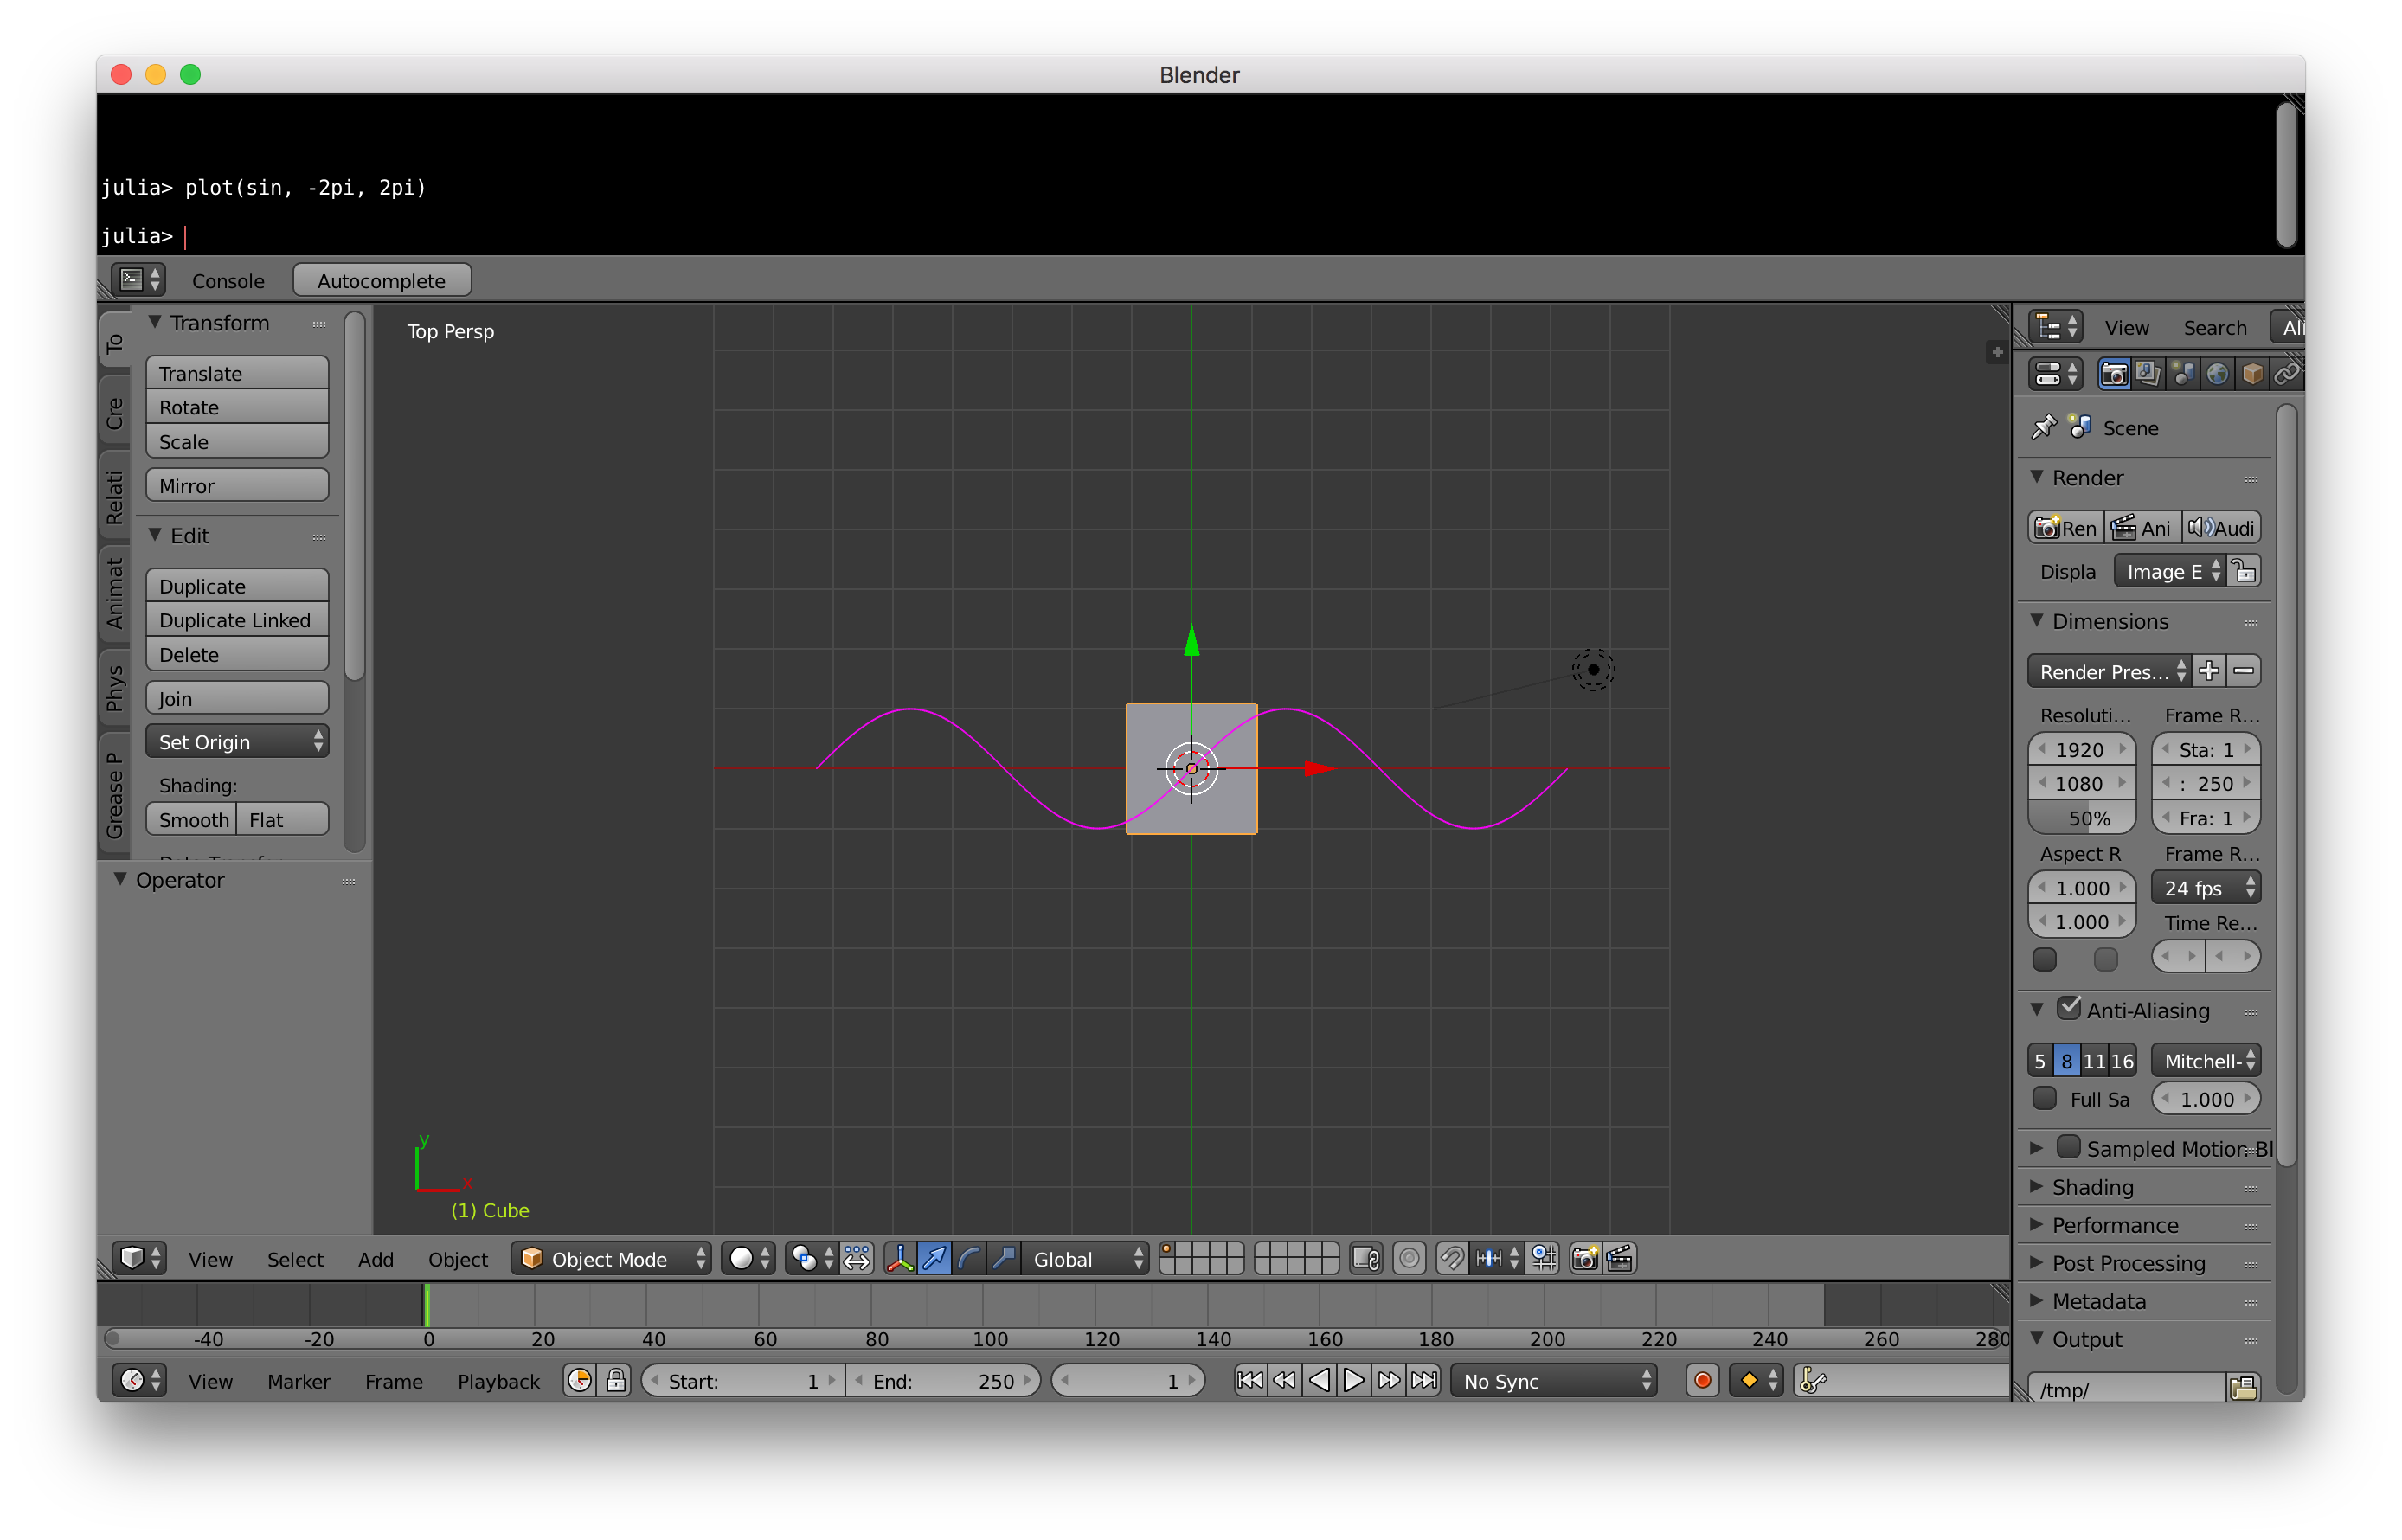 Blender
julia> plot(sin, -2pi, 2pi)
julia>
Console Autocomplete
To
Cre
Relati
Animat
Phys
Grease P
Transform
Translate
Rotate
Scale
Mirror
Edit
Duplicate
Duplicate Linked
Delete
Join
Set Origin
Shading:
Smooth Flat
Operator
Top Persp
y
x
(1) Cube
View Search All
Scene
Render
Ren Ani Audi
Displa Image E
Dimensions
Render Pres...
Resoluti... Frame R...
1920 Sta: 1
1080 : 250
50% Fra: 1
Aspect R Frame R...
1.000 24 fps
1.000 Time Re...
Anti-Aliasing
5 8 11 16 Mitchell-
Full Sa 1.000
Sampled Motion Bl
Shading
Performance
Post Processing
Metadata
Output
/tmp/
View Select Add Object Object Mode Global
-40 -20 0 20 40 60 80 100 120 140 160 180 200 220 240 260 280
View Marker Frame Playback Start: 1 End: 250 1 No Sync